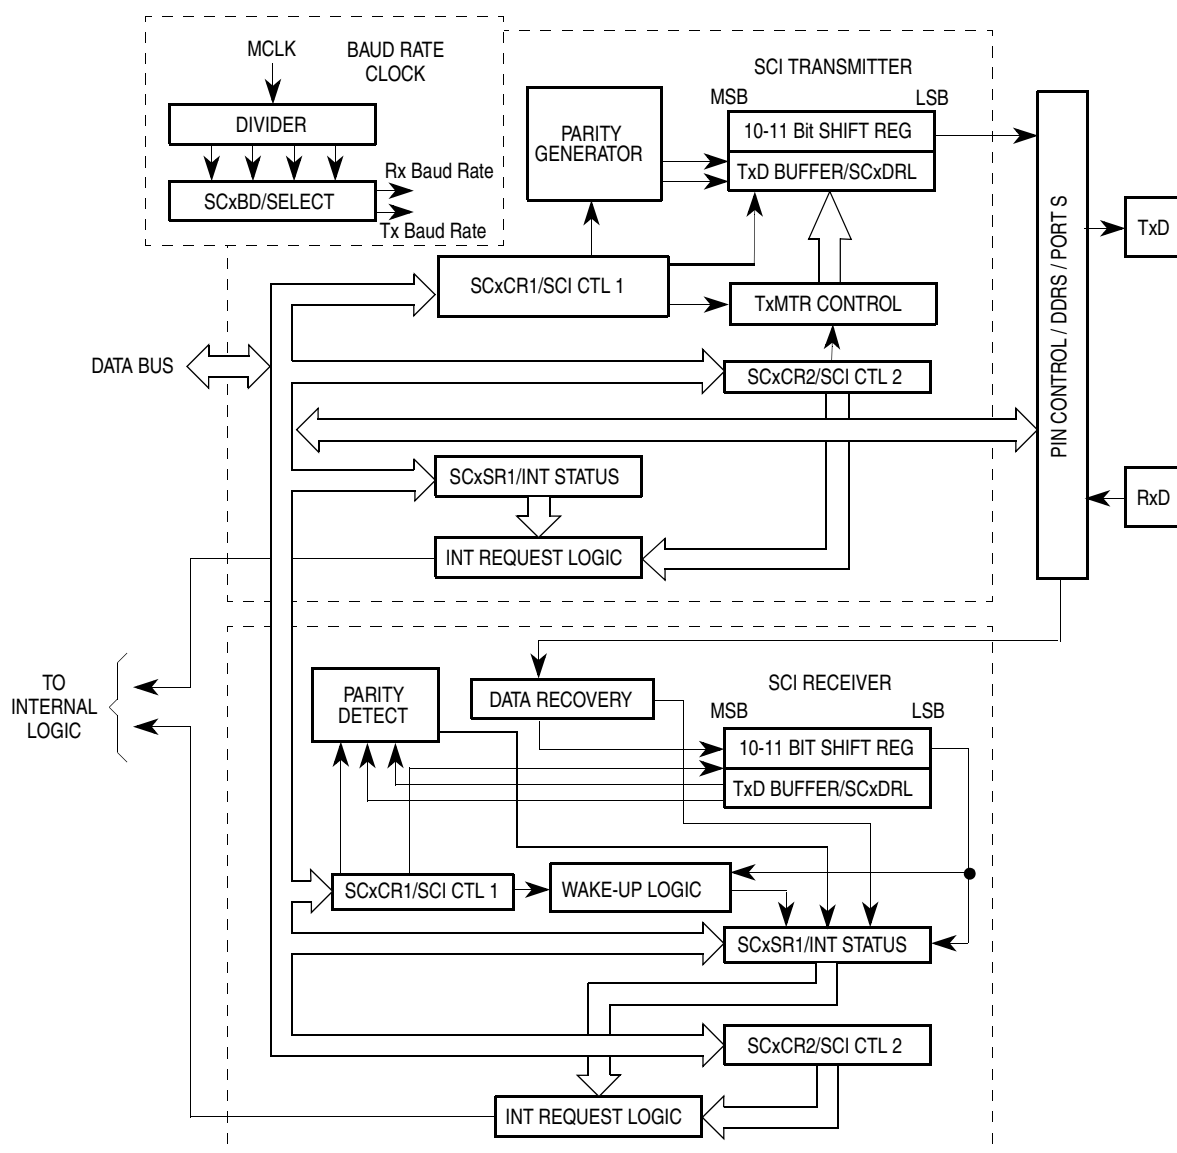 MCLK
BAUD RATE
CLOCK
DIVIDER
SCxBD/SELECT
Rx Baud Rate
Tx Baud Rate
SCI TRANSMITTER
MSB
LSB
PARITY
GENERATOR
10-11 Bit SHIFT REG
TxD BUFFER/SCxDRL
SCxCR1/SCI CTL 1
TxMTR CONTROL
DATA BUS
SCxCR2/SCI CTL 2
SCxSR1/INT STATUS
INT REQUEST LOGIC
PIN CONTROL / DDRS / PORT S
TxD
RxD
TO
INTERNAL
LOGIC
SCI RECEIVER
PARITY
DETECT
DATA RECOVERY
MSB
LSB
10-11 BIT SHIFT REG
TxD BUFFER/SCxDRL
SCxCR1/SCI CTL 1
WAKE-UP LOGIC
SCxSR1/INT STATUS
SCxCR2/SCI CTL 2
INT REQUEST LOGIC